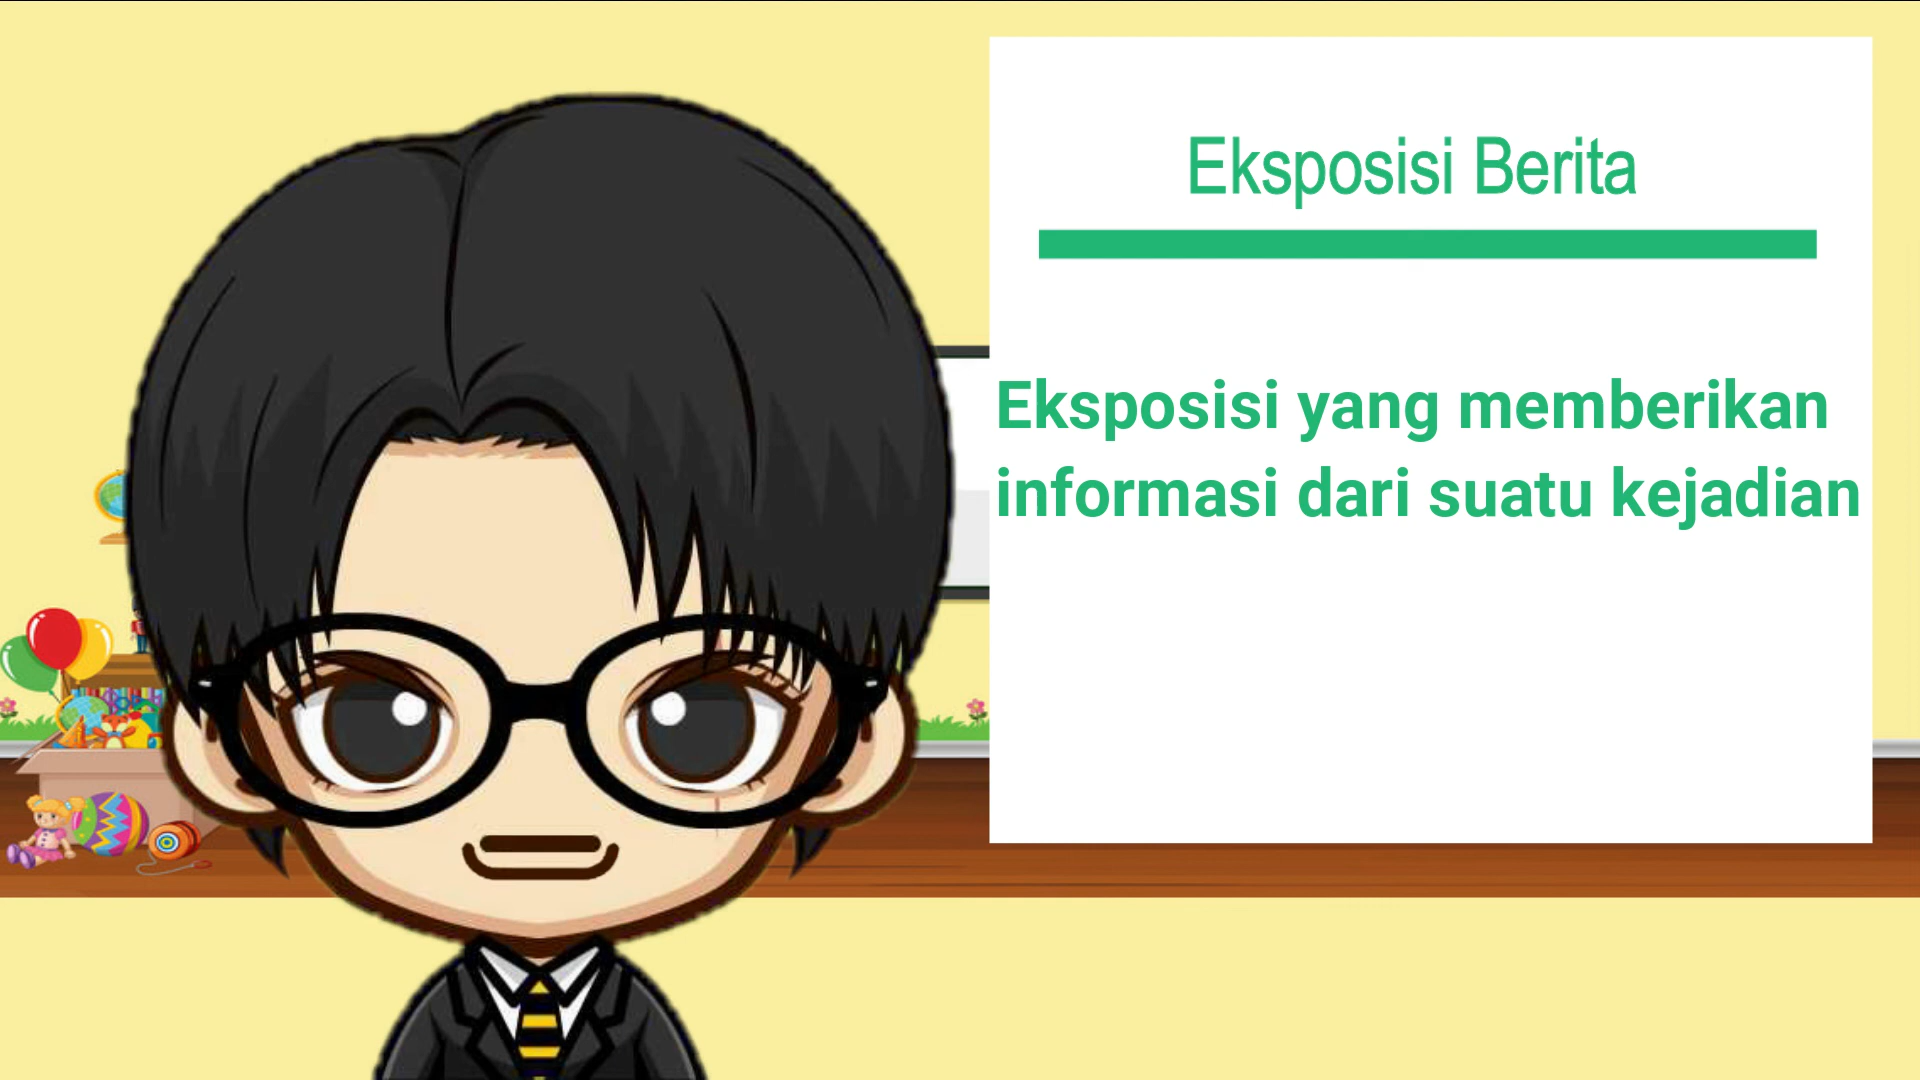 Eksposisi Berita
Eksposisi yang memberikan
informasi dari suatu kejadian